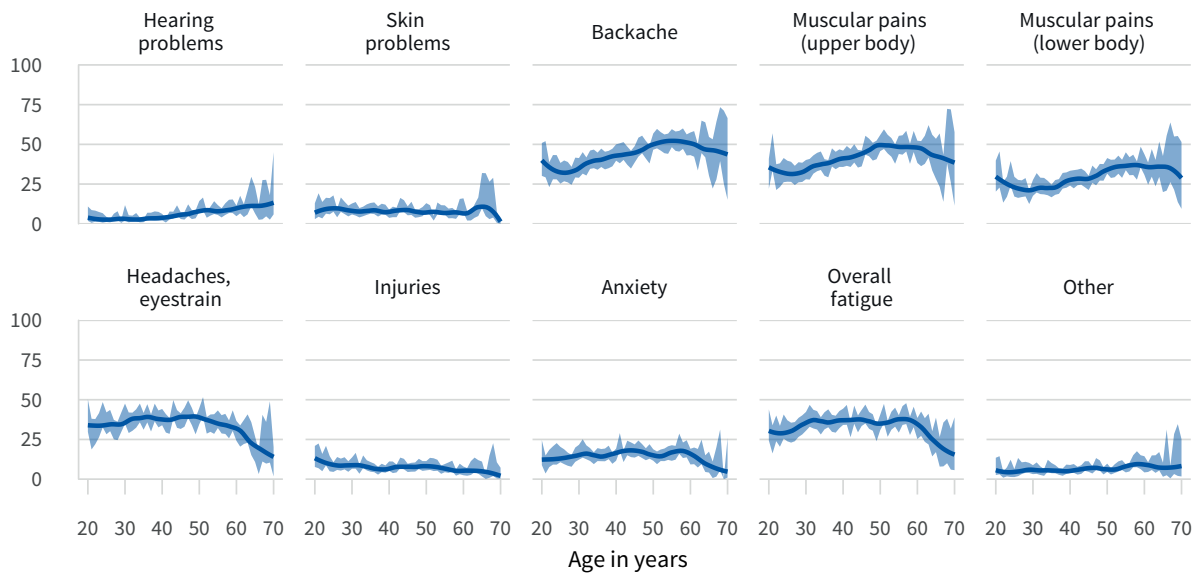 Hearing
problems
Skin
problems
Backache
Muscular pains
(upper body)
Muscular pains
(lower body)
100
75
50
25
0
Headaches,
eyestrain
Injuries
Anxiety
Overall
fatigue
Other
100
75
50
25
0
20 30 40 50 60 70
20 30 40 50 60 70
20 30 40 50 60 70
20 30 40 50 60 70
20 30 40 50 60 70
Age in years